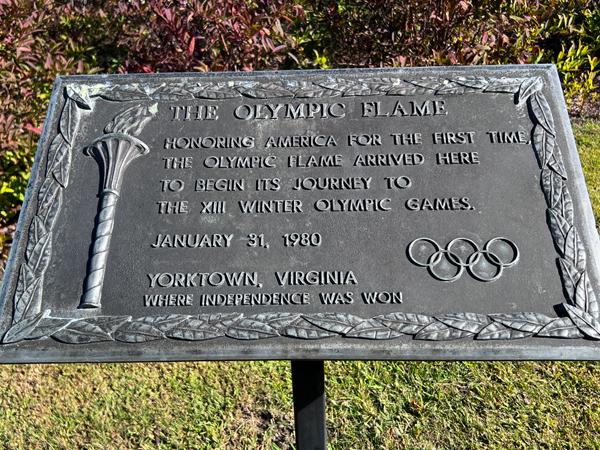 THE OLYMPIC FLAME
HONORING AMERICA FOR THE FIRST TIME,
THE OLYMPIC FLAME ARRIVED HERE
TO BEGIN ITS JOURNEY TO
THE XIII WINTER OLYMPIC GAMES.
JANUARY 31, 1980
YORKTOWN, VIRGINIA
WHERE INDEPENDENCE WAS WON